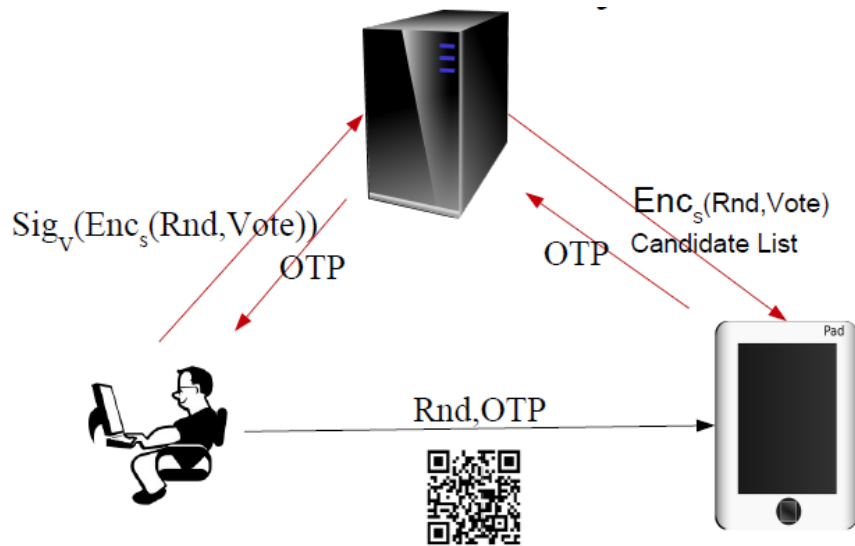 Sig_V(Enc_s(Rnd,Vote))
OTP
OTP
Enc_s(Rnd,Vote)
Candidate List
Pad
Rnd,OTP